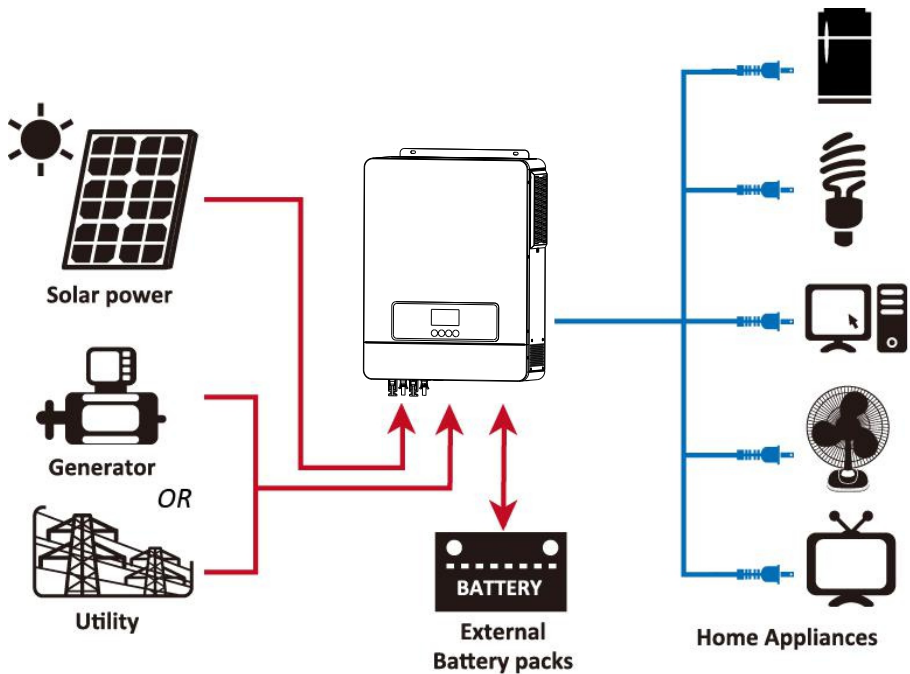 Solar power
Generator
OR
Utility
BATTERY
External
Battery packs
Home Appliances